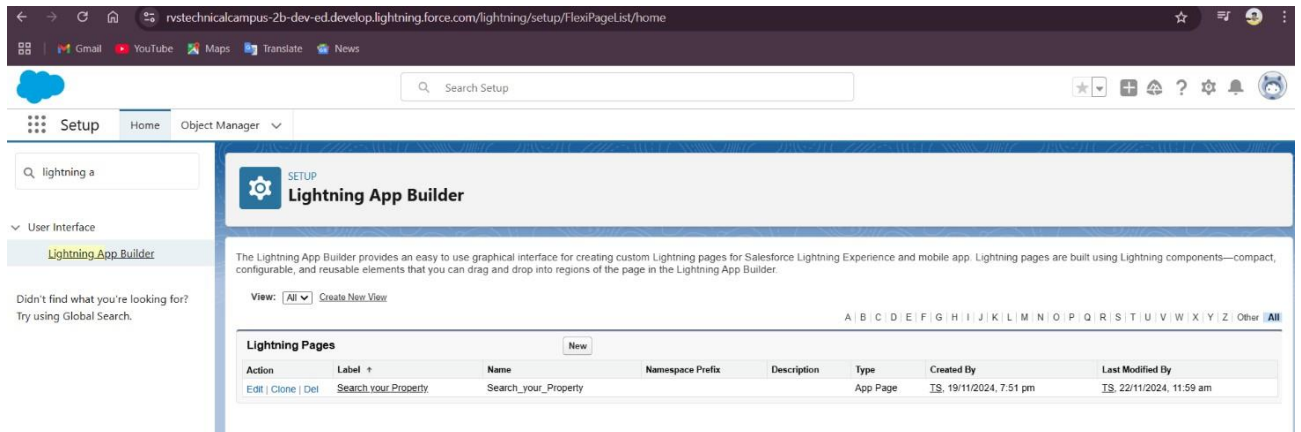 rvstechnicalcampus-2b-dev-ed.develop.lightning.force.com/lightning/setup/FlexiPageList/home
Gmail YouTube Maps Translate News
Search Setup
Setup Home Object Manager
lightning a
User Interface
Lightning App Builder
Didn't find what you're looking for?
Try using Global Search.
SETUP
Lightning App Builder
The Lightning App Builder provides an easy to use graphical interface for creating custom Lightning pages for Salesforce Lightning Experience and mobile app. Lightning pages are built using Lightning components—compact,
configurable, and reusable elements that you can drag and drop into regions of the page in the Lightning App Builder.
View: All Create New View
A | B | C | D | E | F | G | H | I | J | K | L | M | N | O | P | Q | R | S | T | U | V | W | X | Y | Z | Other All
Lightning Pages New
Action Label ↑ Name Namespace Prefix Description Type Created By Last Modified By
Edit | Clone | Del Search your Property Search_your_Property App Page TS, 19/11/2024, 7:51 pm TS, 22/11/2024, 11:59 am